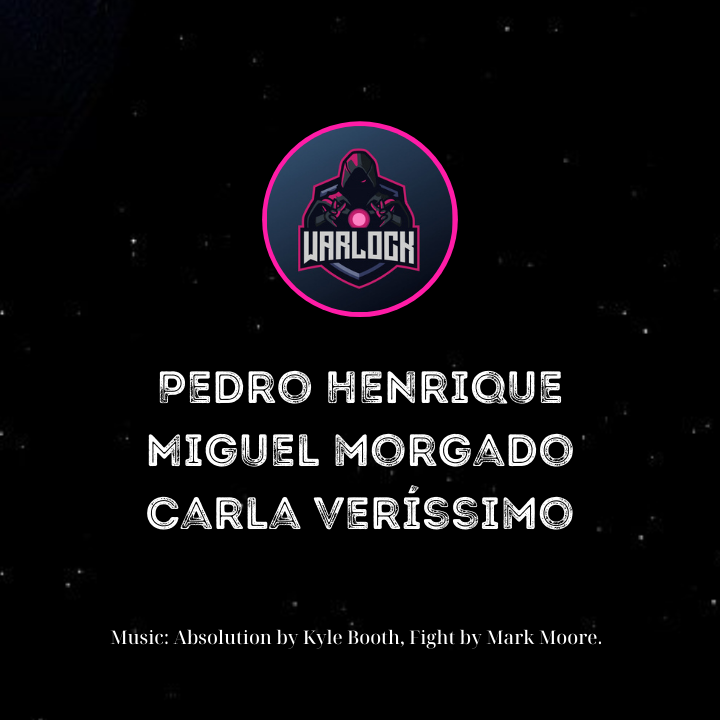 WARLOCK
PEDRO HENRIQUE
MIGUEL MORGADO
CARLA VERÍSSIMO
Music: Absolution by Kyle Booth, Fight by Mark Moore.